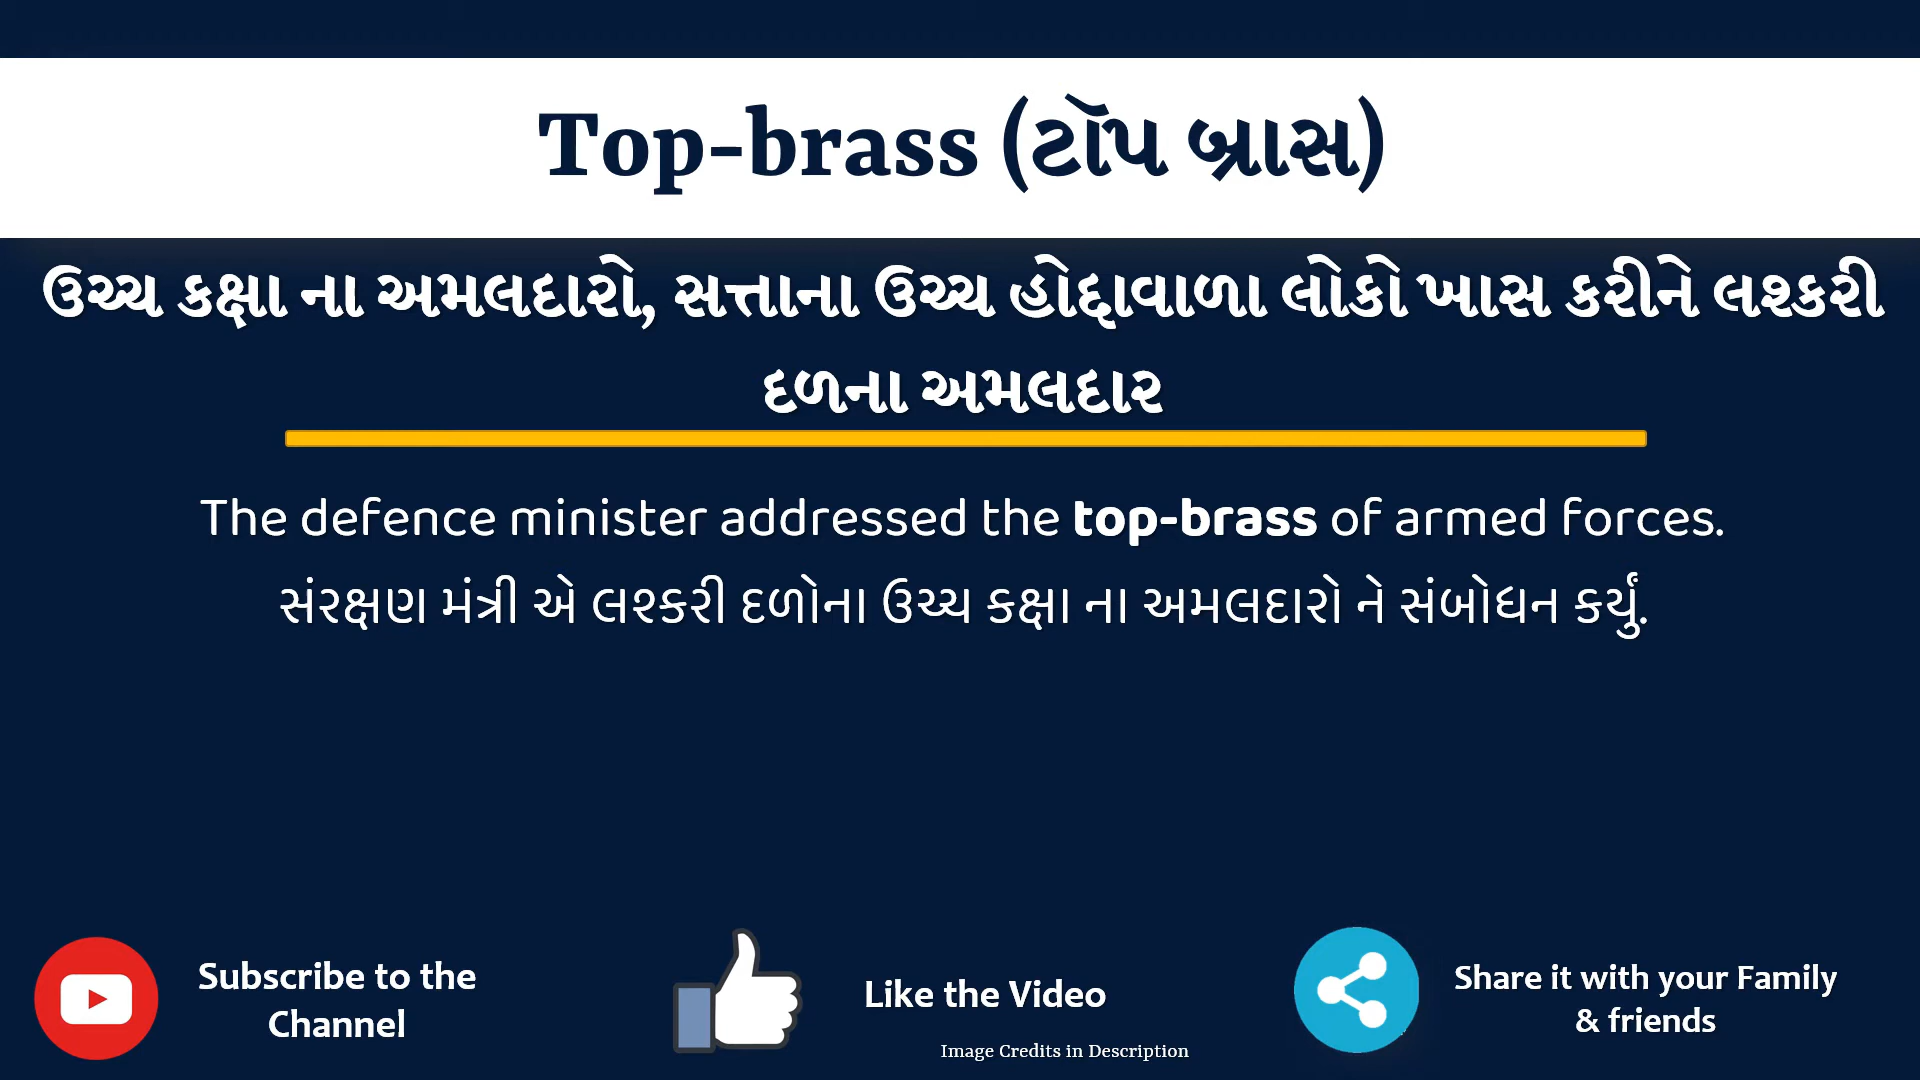 Top-brass (ટૉપ બ્રાસ)
ઉચ્ચ કક્ષા ના અમલદારો, સત્તાના ઉચ્ચ હોદ્દાવાળા લોકો ખાસ કરીને લશ્કરી
દળના અમલદાર
The defence minister addressed the top-brass of armed forces.
સંરક્ષણ મંત્રી એ લશ્કરી દળોના ઉચ્ચ કક્ષા ના અમલદારો ને સંબોધન કર્યું.
Subscribe to the
Channel
Like the Video
Share it with your Family
& friends
Image Credits in Description